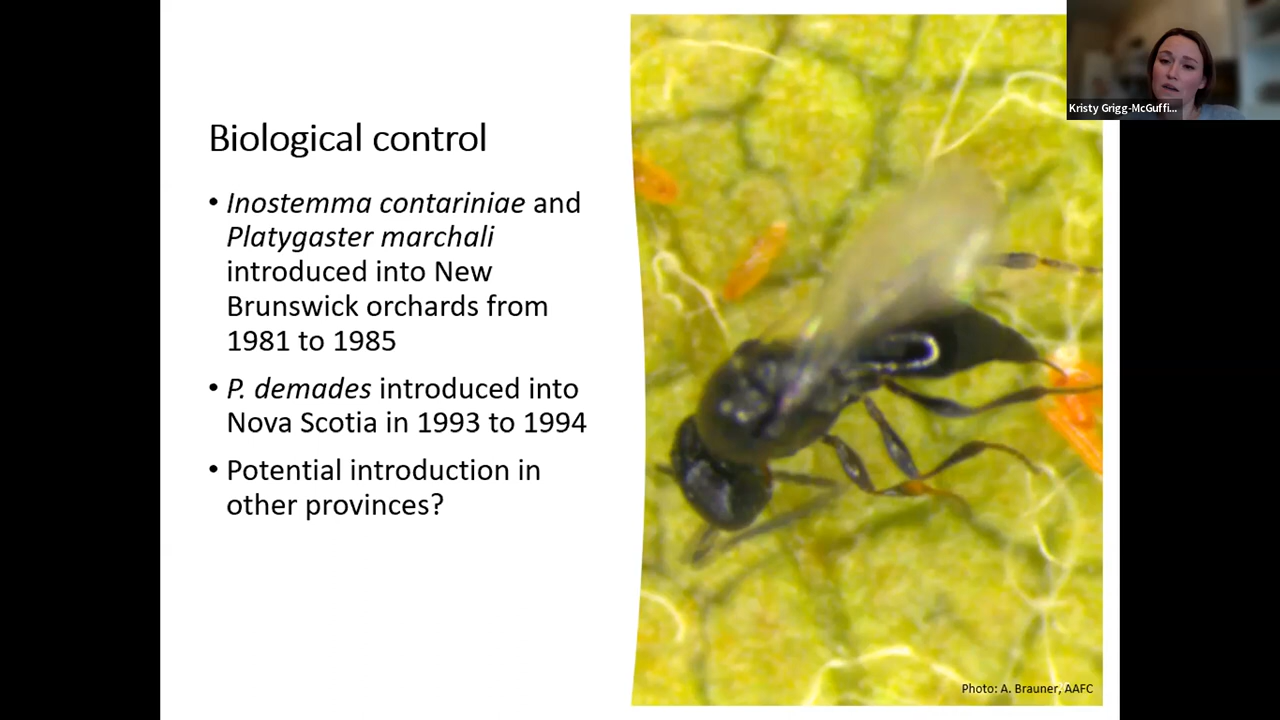 Biological control
• Inostemma contariniae and
Platygaster marchali
introduced into New
Brunswick orchards from
1981 to 1985
• P. demades introduced into
Nova Scotia in 1993 to 1994
• Potential introduction in
other provinces?
Kristy Grigg-McGuffi...
Photo: A. Brauner, AAFC